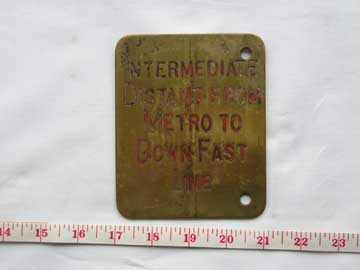 INTERMEDIATE
DISTANT FROM
METRO TO
DOWN FAST
LINE
14 15 16 17 18 19 20 21 22 23